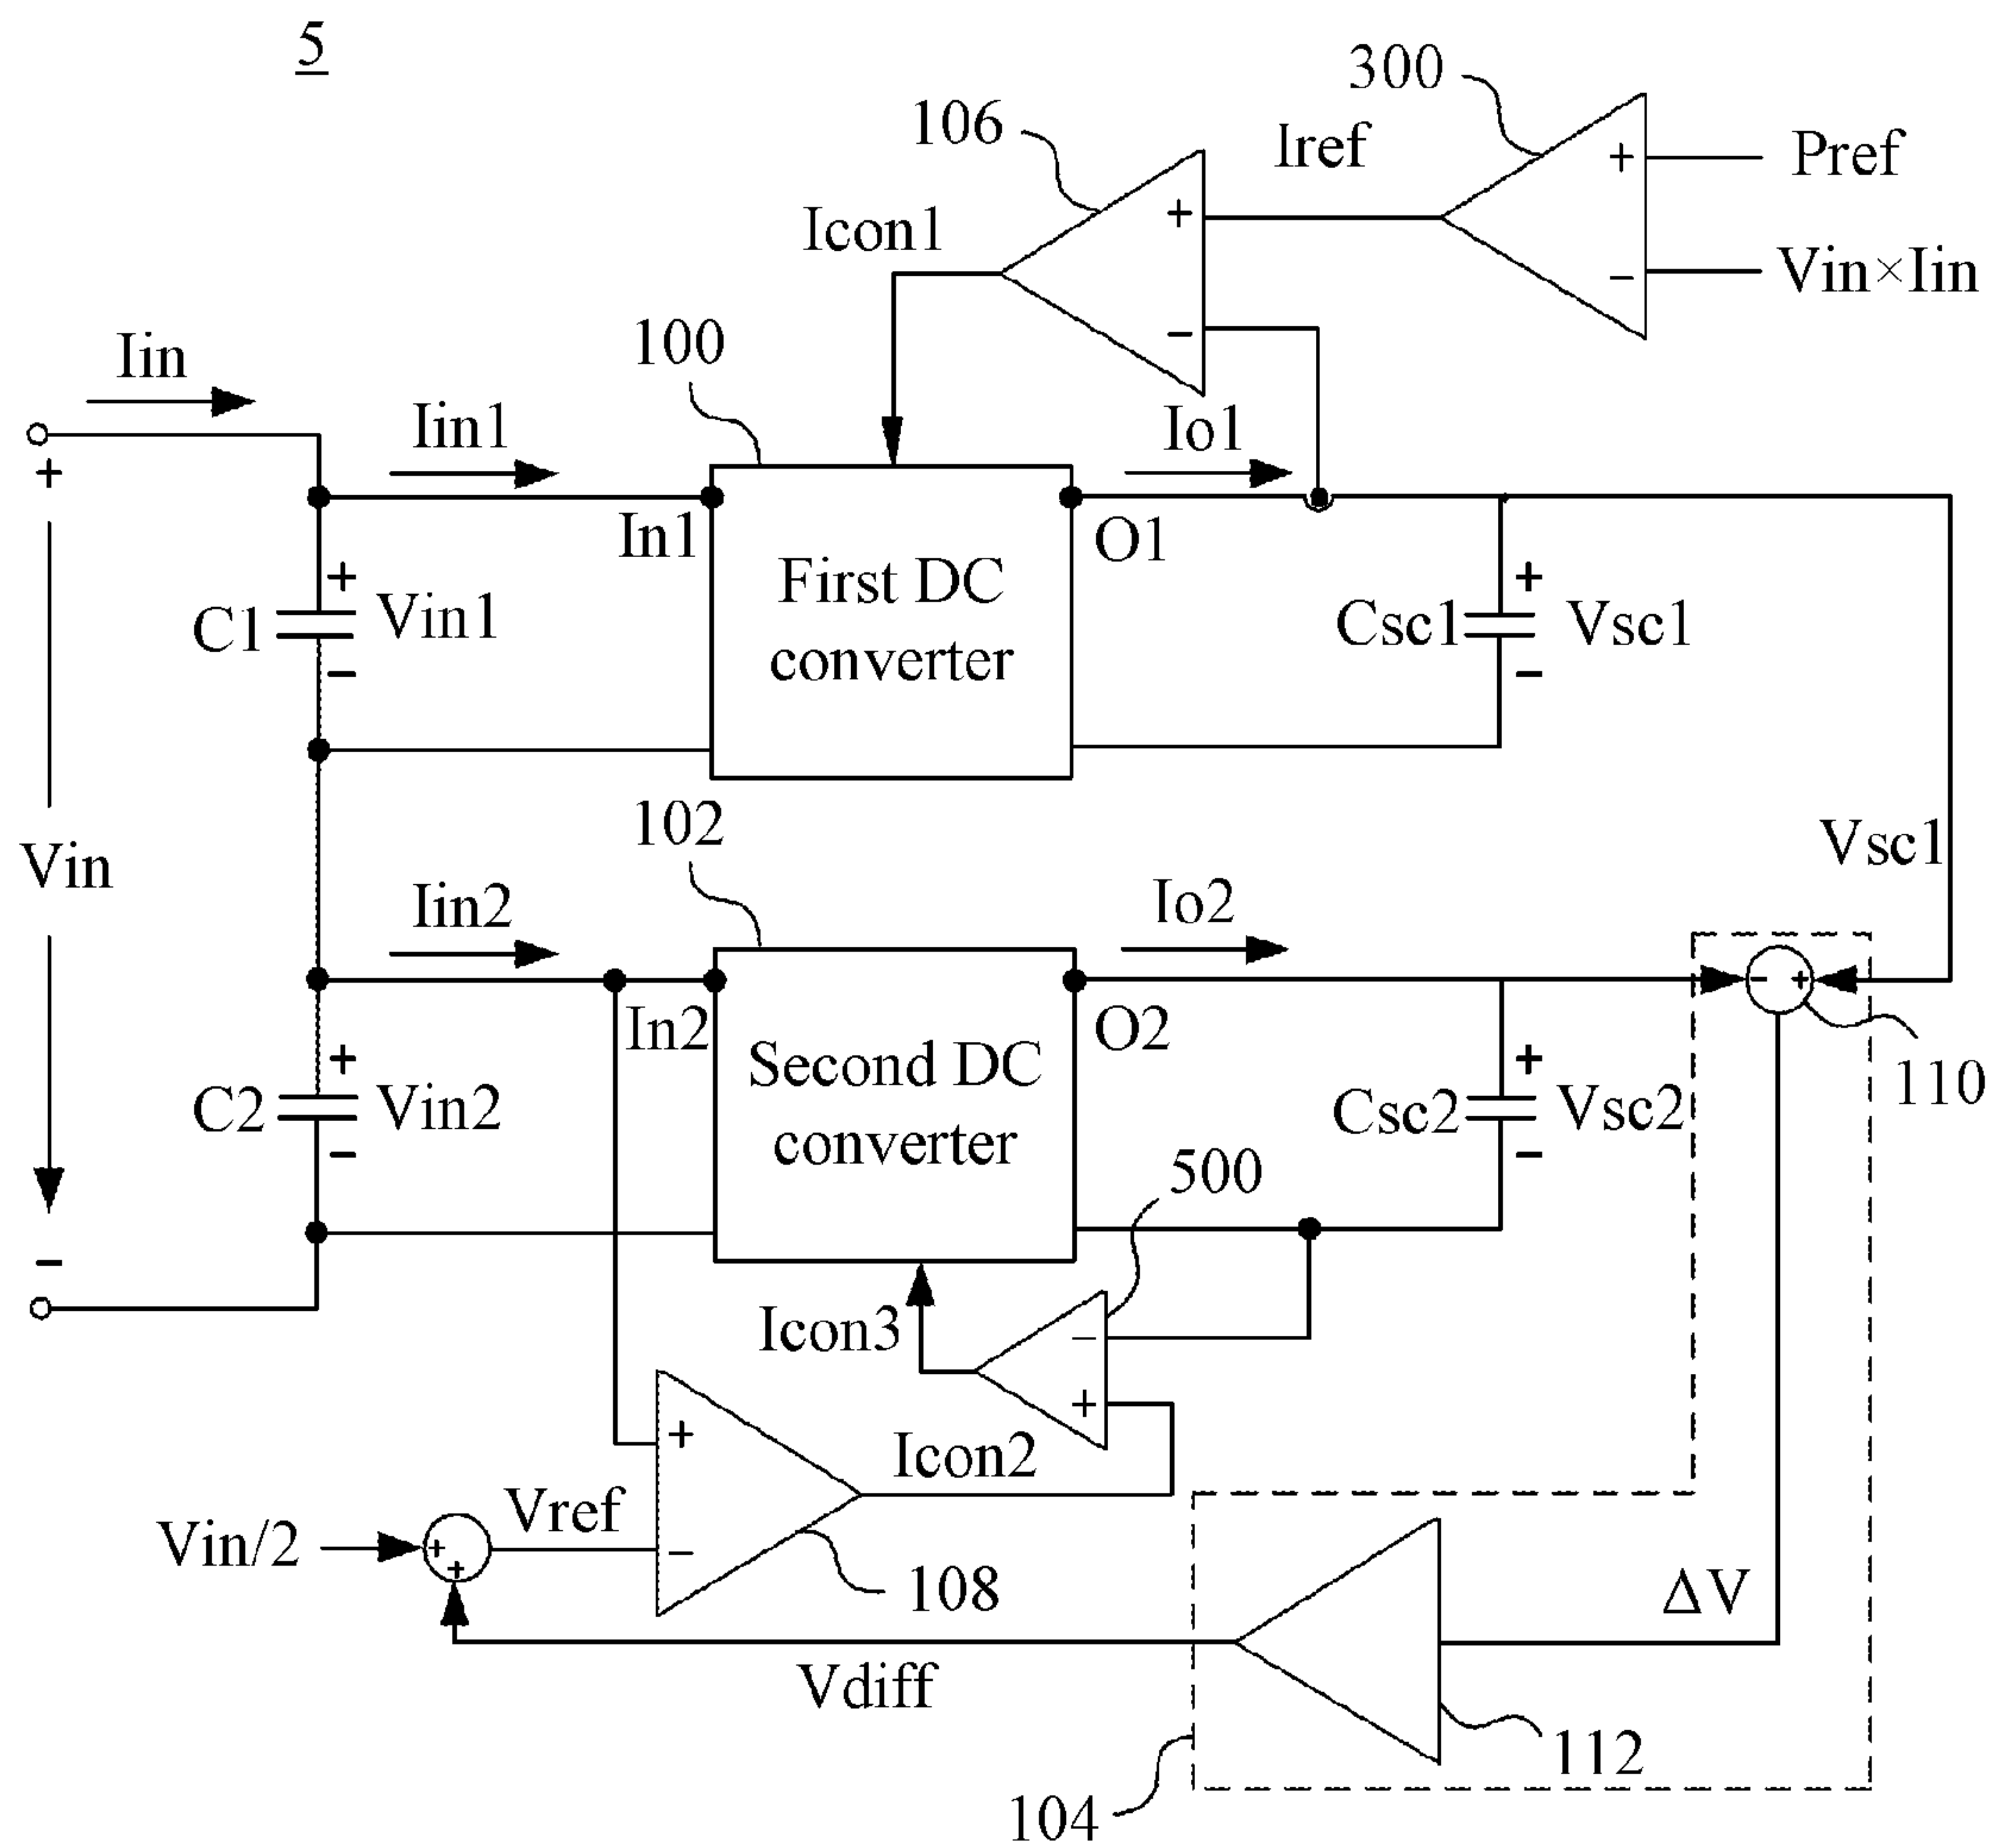 5
300
106
Iref
+
Pref
Icon1
+
−
Vin×Iin
−
100
Iin
Iin1
Io1
+
In1
O1
First DC
converter
+
C1
Vin1
−
+
Csc1
Vsc1
−
102
Vsc1
Vin
Iin2
Io2
-
+
In2
O2
110
Second DC
converter
+
C2
Vin2
−
+
Csc2
Vsc2
−
500
−
Icon3
−
+
+
Icon2
Vref
Vin/2
+
+
−
108
ΔV
Vdiff
112
104